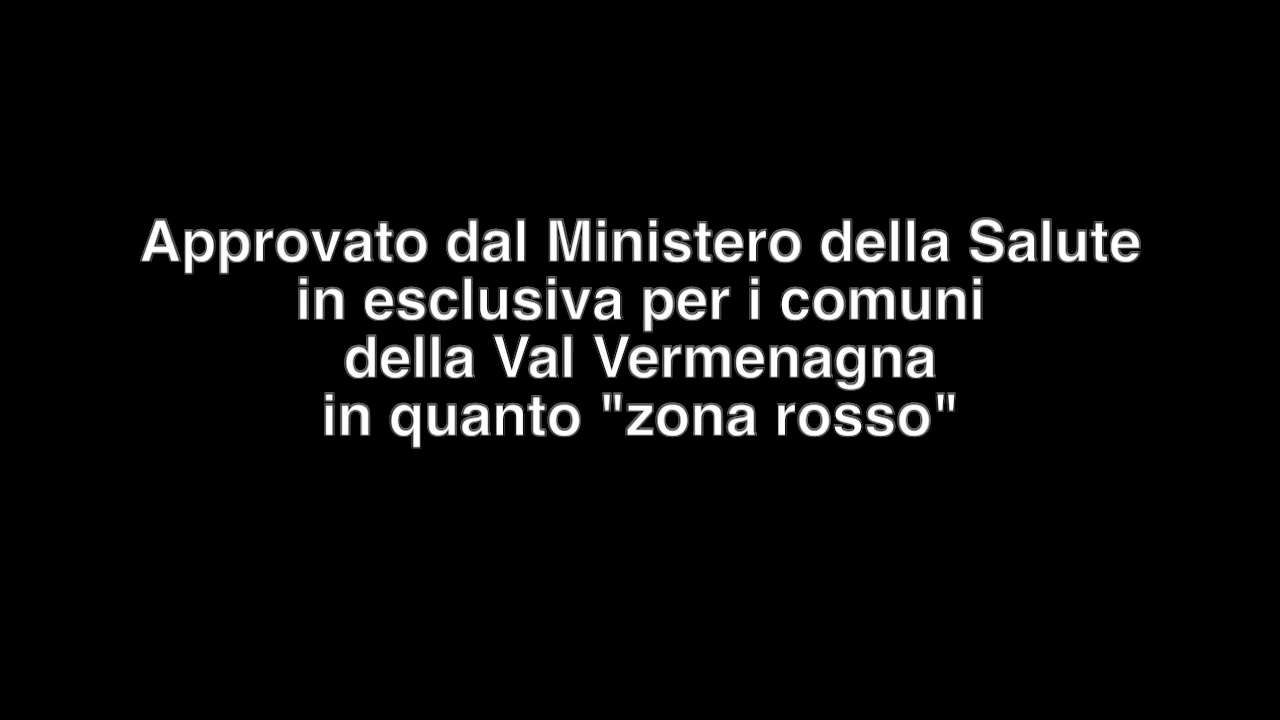 Approvato dal Ministero della Salute
in esclusiva per i comuni
della Val Vermenagna
in quanto "zona rosso"